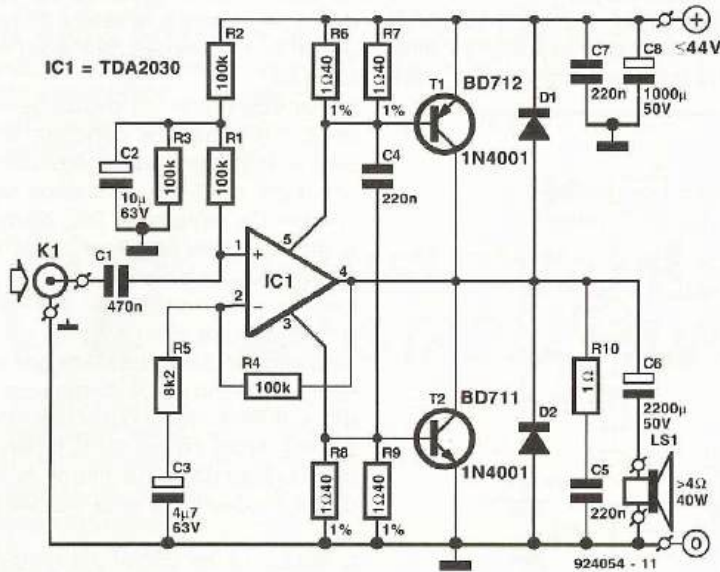 IC1 = TDA2030
R2
100k
R6
1Ω40
1%
R7
1Ω40
1%
T1
BD712
1N4001
D1
C7
220n
C8
1000µ
50V
+
≤44V
C2
10µ
63V
R3
100k
R1
100k
C4
220n
K1
C1
470n
1
+
5
IC1
4
2
−
3
R5
8k2
R4
100k
C3
4µ7
63V
R8
1Ω40
1%
R9
1Ω40
1%
T2
BD711
1N4001
D2
R10
1Ω
C5
220n
C6
2200µ
50V
LS1
>4Ω
40W
0
924054 - 11